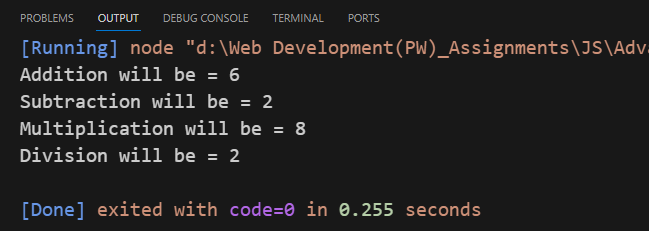 PROBLEMS OUTPUT DEBUG CONSOLE TERMINAL PORTS
[Running] node "d:\Web Development(PW)_Assignments\JS\Adva
Addition will be = 6
Subtraction will be = 2
Multiplication will be = 8
Division will be = 2
[Done] exited with code=0 in 0.255 seconds